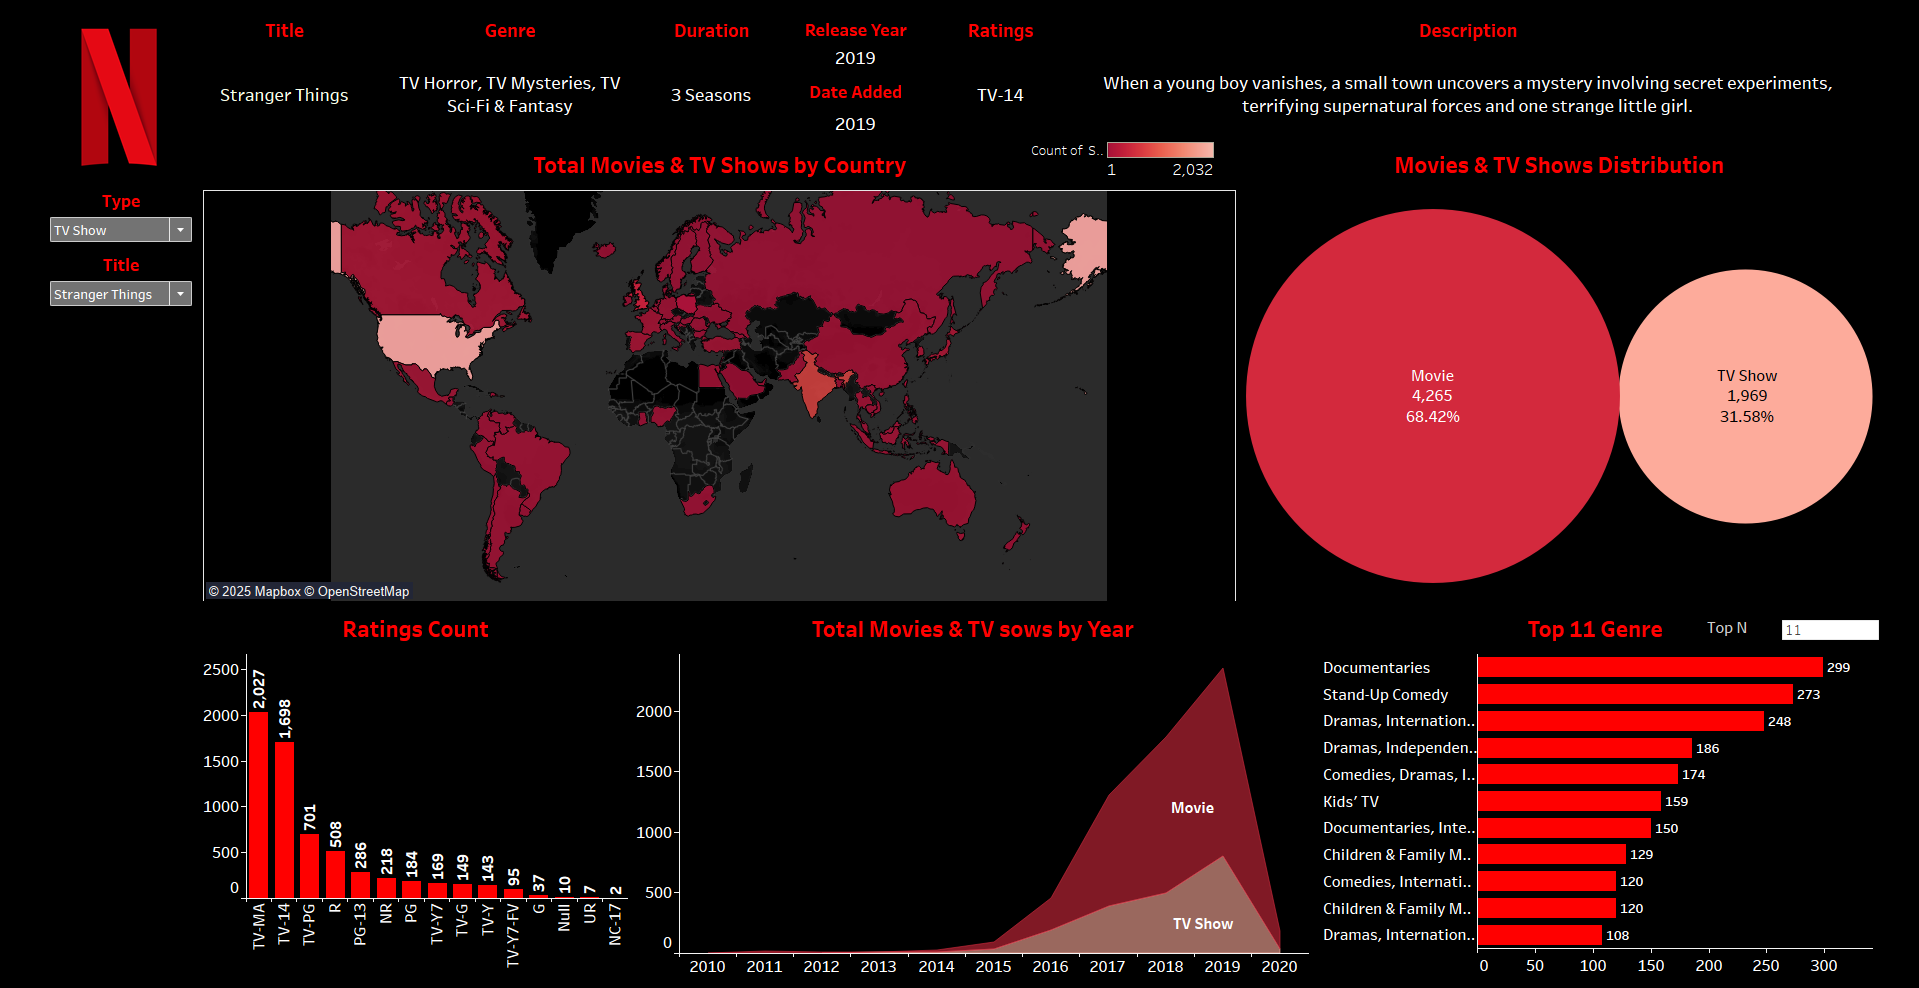 Title
Genre
Duration
Release Year
Ratings
Description
2019
Stranger Things
TV Horror, TV Mysteries, TV
Sci-Fi & Fantasy
3 Seasons
Date Added
TV-14
When a young boy vanishes, a small town uncovers a mystery involving secret experiments,
terrifying supernatural forces and one strange little girl.
2019
Type
TV Show
Title
Stranger Things
Total Movies & TV Shows by Country
Count of S..
1
2,032
© 2025 Mapbox © OpenStreetMap
Movies & TV Shows Distribution
Movie
4,265
68.42%
TV Show
1,969
31.58%
Ratings Count
2500
2000
1500
1000
500
0
2,027
1,698
701
508
286
218
184
169
149
143
95
37
10
7
2
TV-MA
TV-14
TV-PG
R
PG-13
NR
PG
TV-Y7
TV-G
TV-Y
TV-Y7-FV
G
Null
UR
NC-17
Total Movies & TV sows by Year
2000
1500
1000
500
0
Movie
TV Show
2010
2011
2012
2013
2014
2015
2016
2017
2018
2019
2020
Top 11 Genre
Top N
11
Documentaries
299
Stand-Up Comedy
273
Dramas, Internation..
248
Dramas, Independen..
186
Comedies, Dramas, I..
174
Kids’ TV
159
Documentaries, Inte..
150
Children & Family M..
129
Comedies, Internati..
120
Children & Family M..
120
Dramas, Internation..
108
0
50
100
150
200
250
300